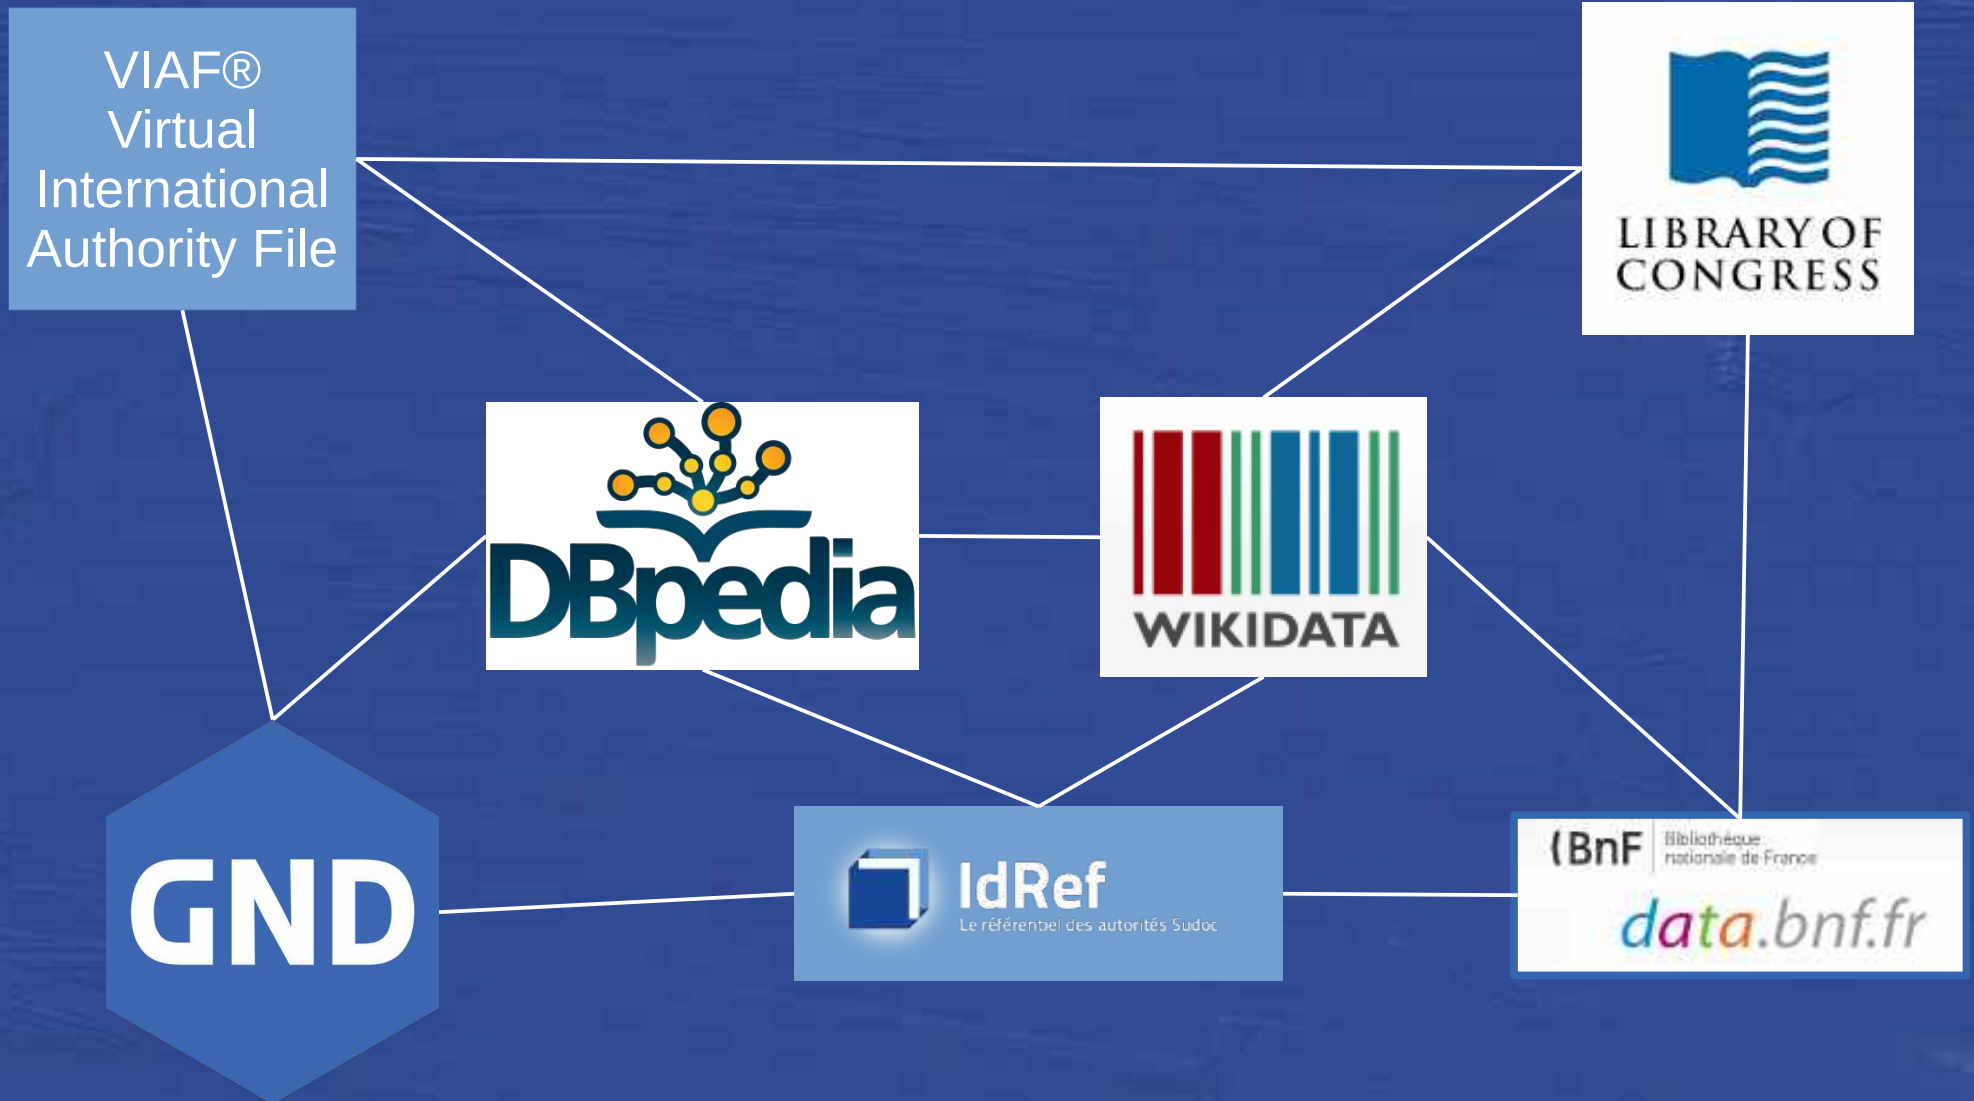 VIAF®
Virtual
International
Authority File
LIBRARY OF
CONGRESS
DBpedia
WIKIDATA
GND
IdRef
Le référentiel des autorités Sudoc
(BnF
Bibliothèque
nationale de France
data.bnf.fr